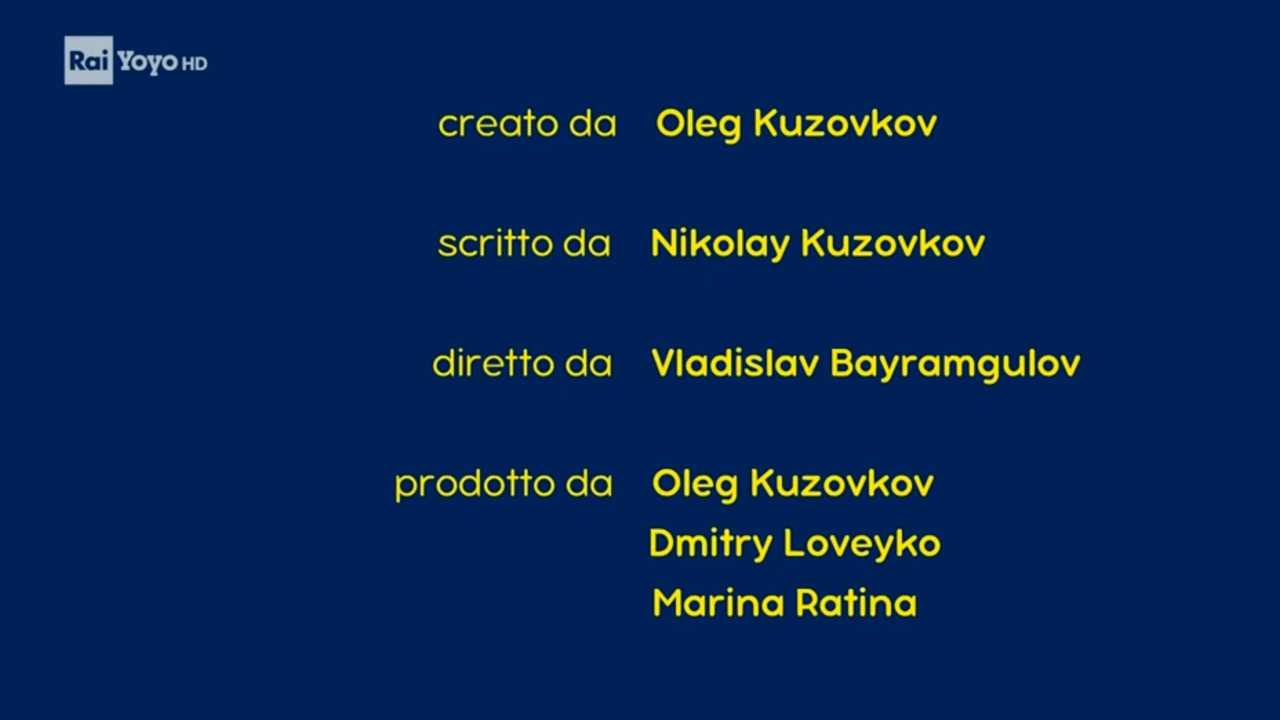 Rai Yoyo HD
creato da Oleg Kuzovkov
scritto da Nikolay Kuzovkov
diretto da Vladislav Bayramgulov
prodotto da Oleg Kuzovkov
Dmitry Loveyko
Marina Ratina